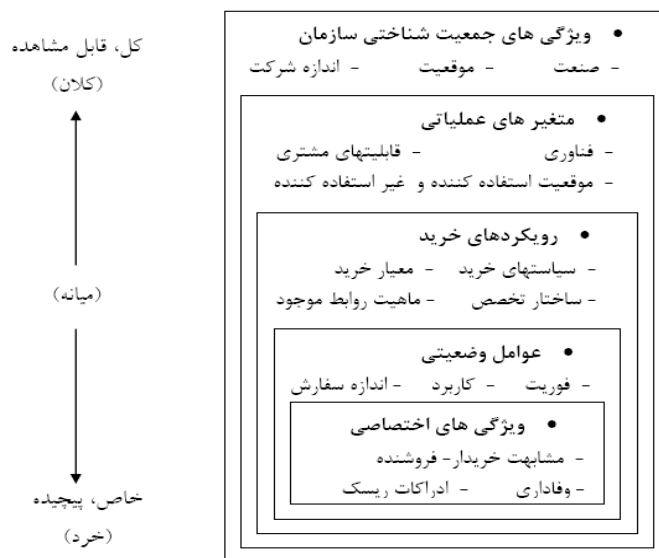 • ویژگی های جمعیت شناختی سازمان
- صنعت - موقعیت - اندازه شرکت
• متغیر های عملیاتی
- فناوری - قابلیتهای مشتری
- موقعیت استفاده کننده و غیر استفاده کننده
• رویکردهای خرید
- سیاستهای خرید - معیار خرید
- ساختار تخصص - ماهیت روابط موجود
• عوامل وضعیتی
- فوریت - کاربرد - اندازه سفارش
• ویژگی های اختصاصی
- مشابهت خریدار- فروشنده
- وفاداری - ادراکات ریسک
کل، قابل مشاهده
(کلان)
(میانه)
خاص، پیچیده
(خرد)